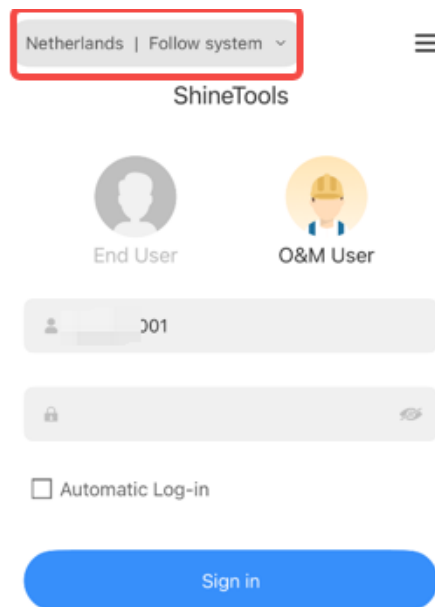 Netherlands | Follow system
ShineTools
End User
O&M User
001
Automatic Log-in
Sign in